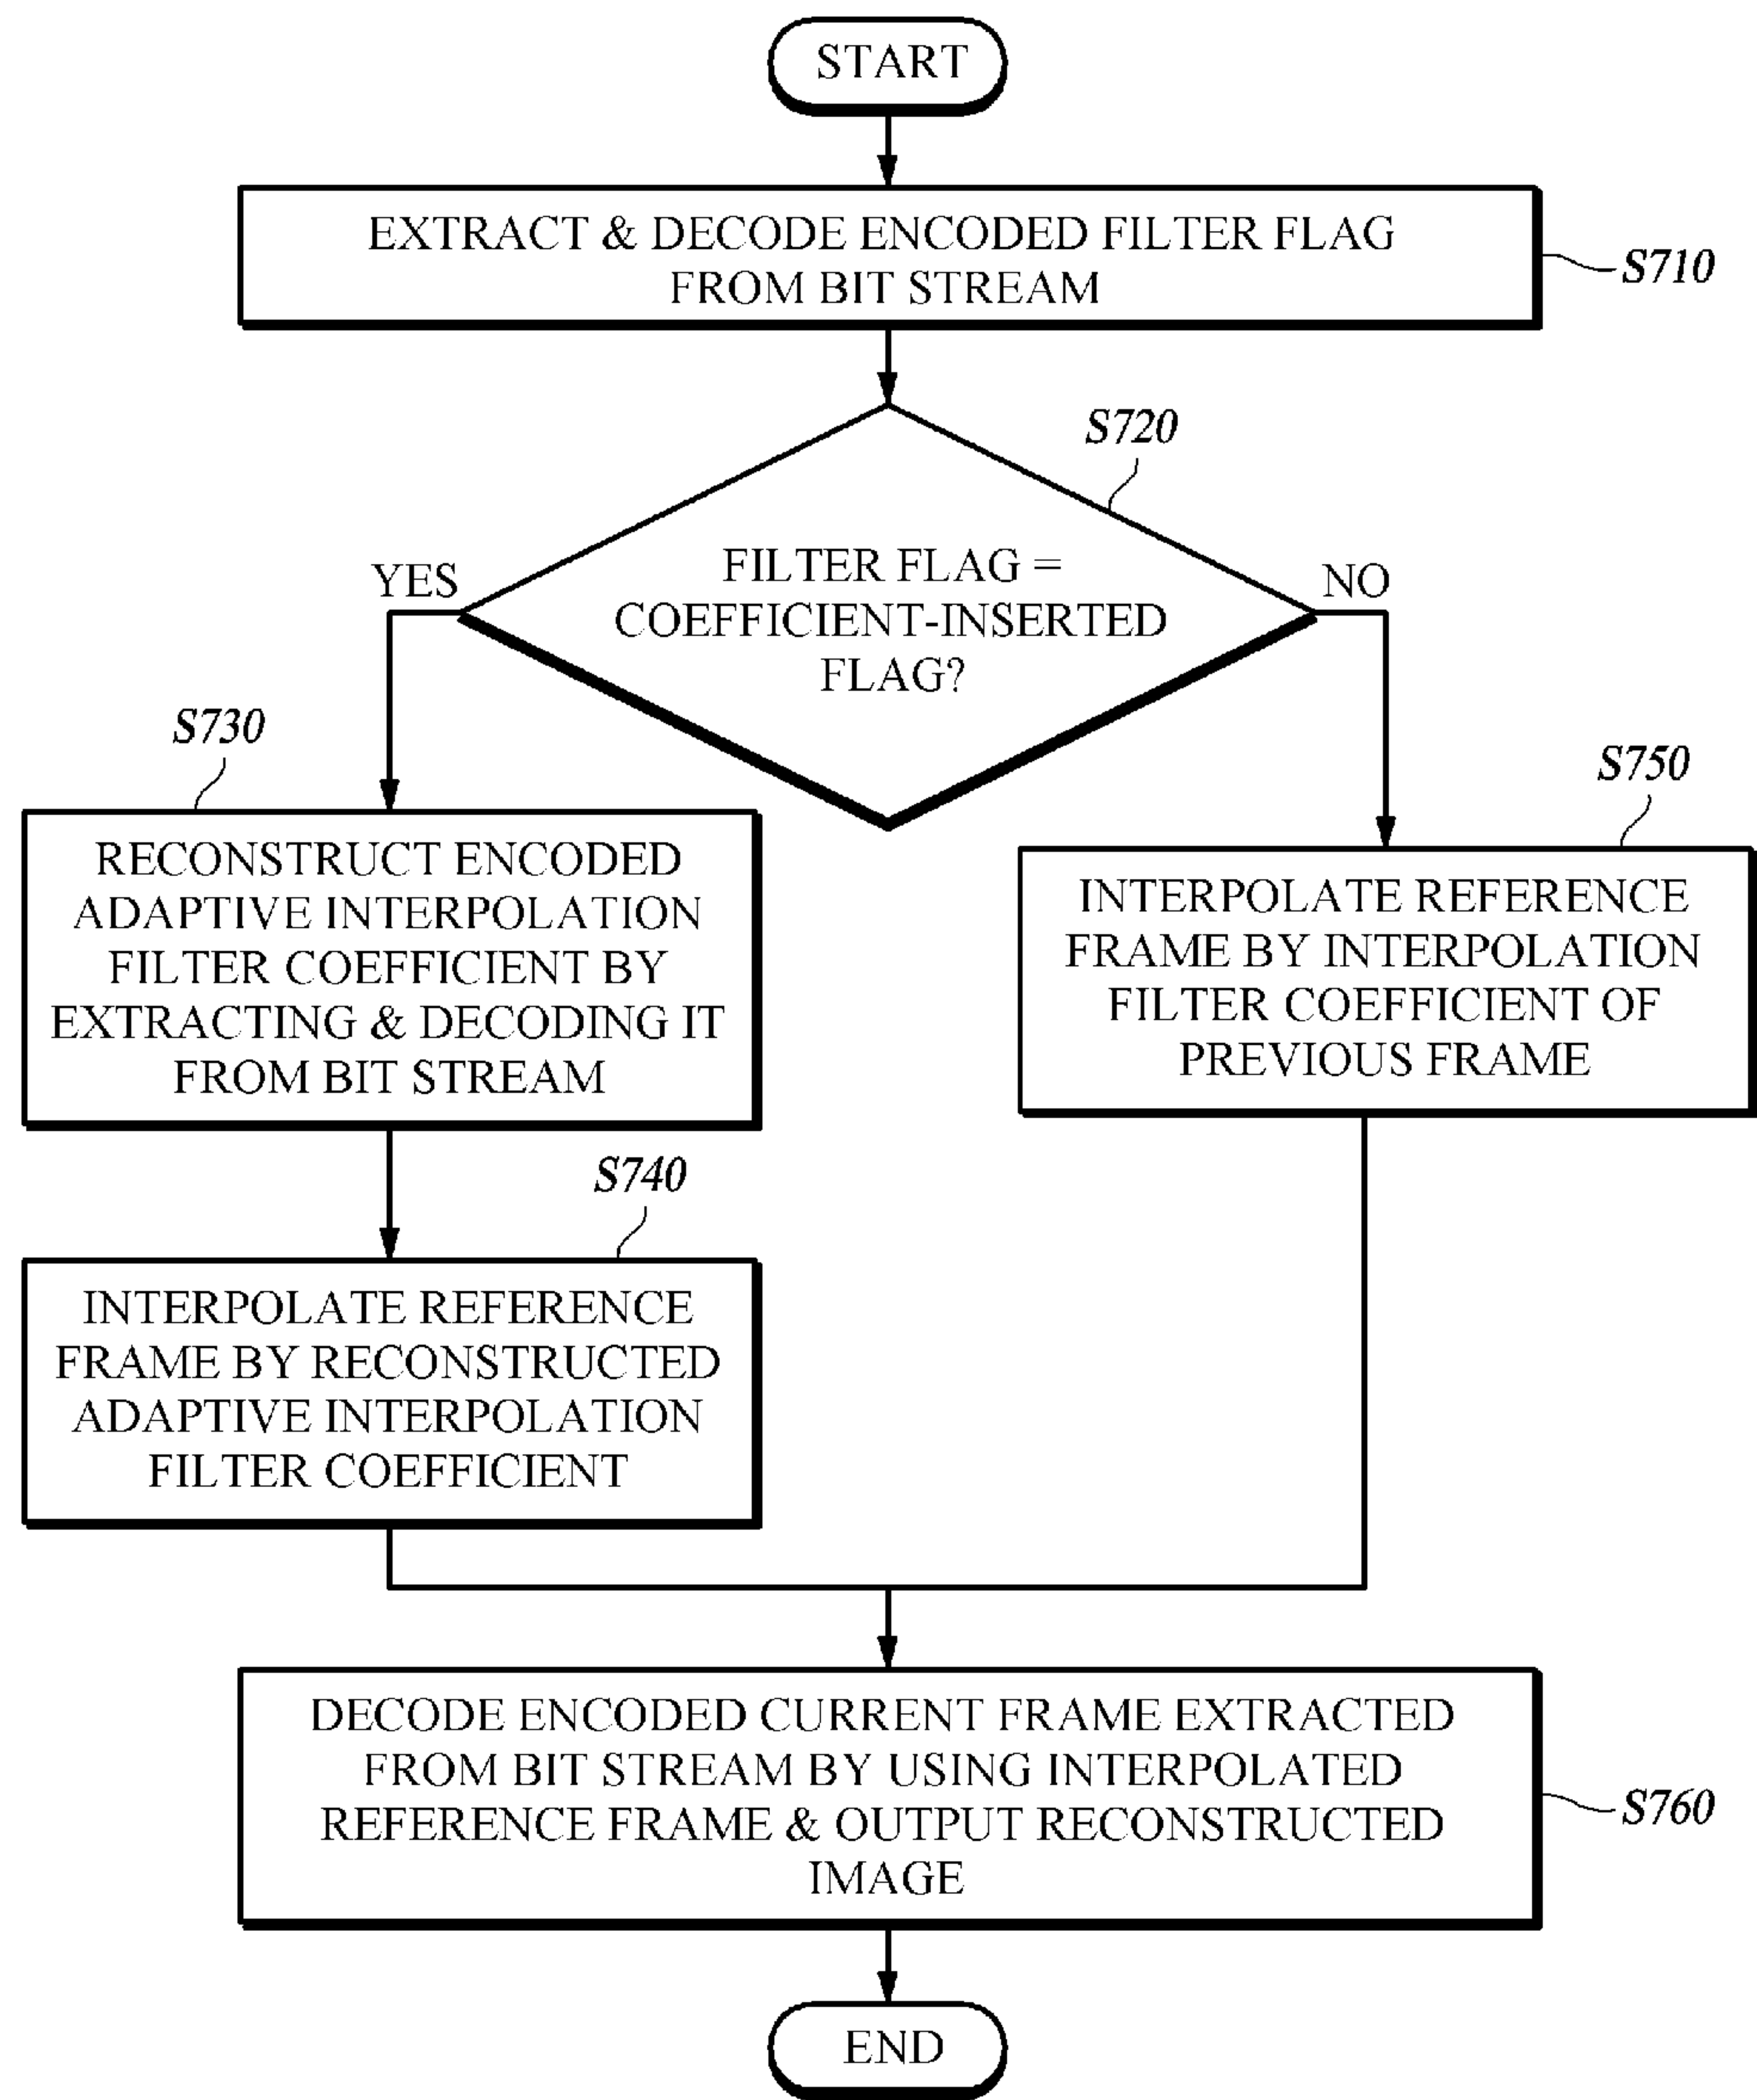 START
EXTRACT & DECODE ENCODED FILTER FLAG
FROM BIT STREAM
S710
S720
FILTER FLAG =
COEFFICIENT-INSERTED
FLAG?
YES
NO
S730
RECONSTRUCT ENCODED
ADAPTIVE INTERPOLATION
FILTER COEFFICIENT BY
EXTRACTING & DECODING IT
FROM BIT STREAM
S750
INTERPOLATE REFERENCE
FRAME BY INTERPOLATION
FILTER COEFFICIENT OF
PREVIOUS FRAME
S740
INTERPOLATE REFERENCE
FRAME BY RECONSTRUCTED
ADAPTIVE INTERPOLATION
FILTER COEFFICIENT
DECODE ENCODED CURRENT FRAME EXTRACTED
FROM BIT STREAM BY USING INTERPOLATED
REFERENCE FRAME & OUTPUT RECONSTRUCTED
IMAGE
S760
END